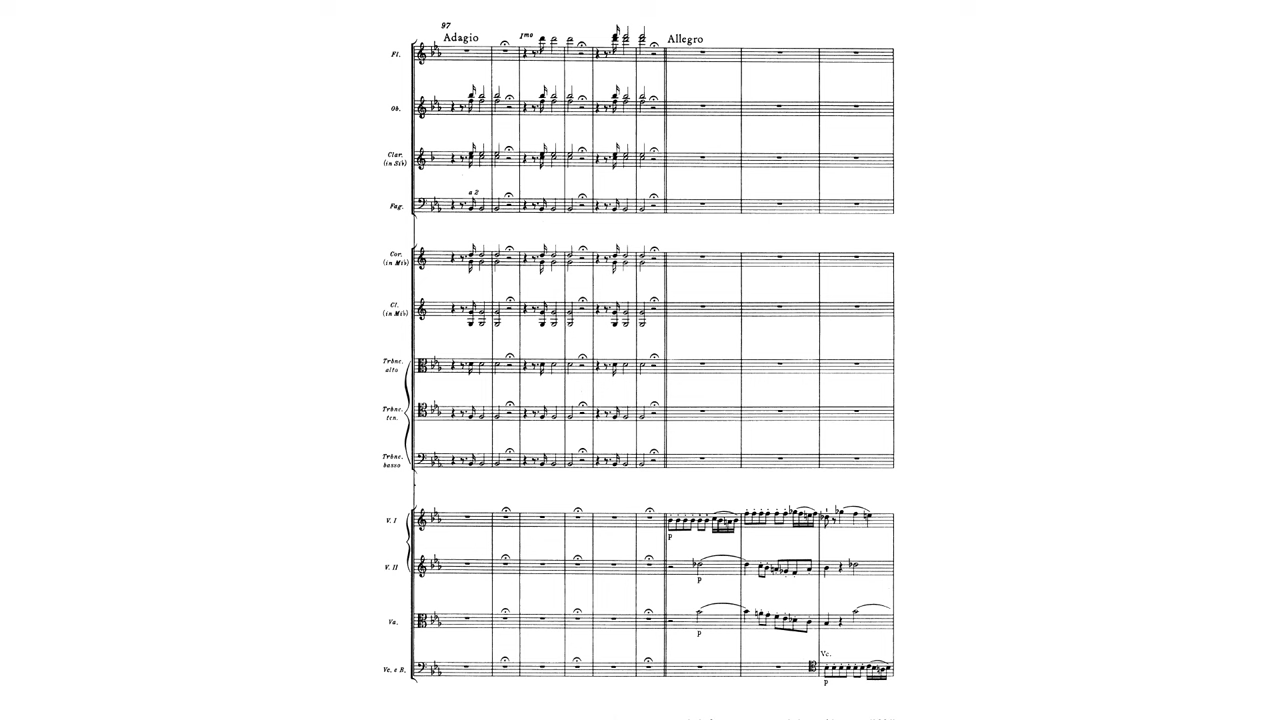 97
Adagio
1mo
Allegro
Fl.
Ob.
Clar.
(in Sib)
a 2
Fag.
Cor.
(in Mib)
Cl.
(in Mib)
Trbne.
alto
Trbne.
ten.
Trbne.
basso
V. I
p
V. II
p
Va.
p
Vc.
Vc. e B.
p